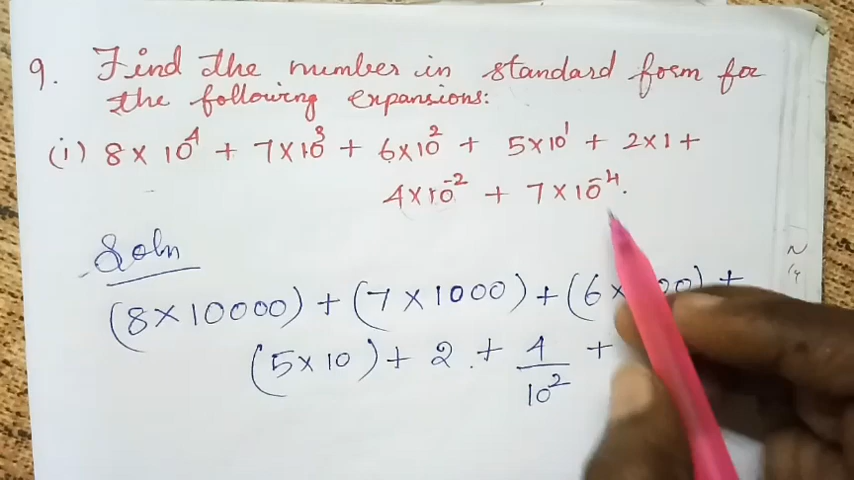 9. Find the number in standard form for
the following expansions:
(i) 8 × 10⁴ + 7 × 10³ + 6 × 10² + 5 × 10¹ + 2 × 1 +
4 × 10⁻² + 7 × 10⁻⁴.
Soln
(8 × 10000) + (7 × 1000) + (6 × 00) +
(5 × 10) + 2 + 4/10² +